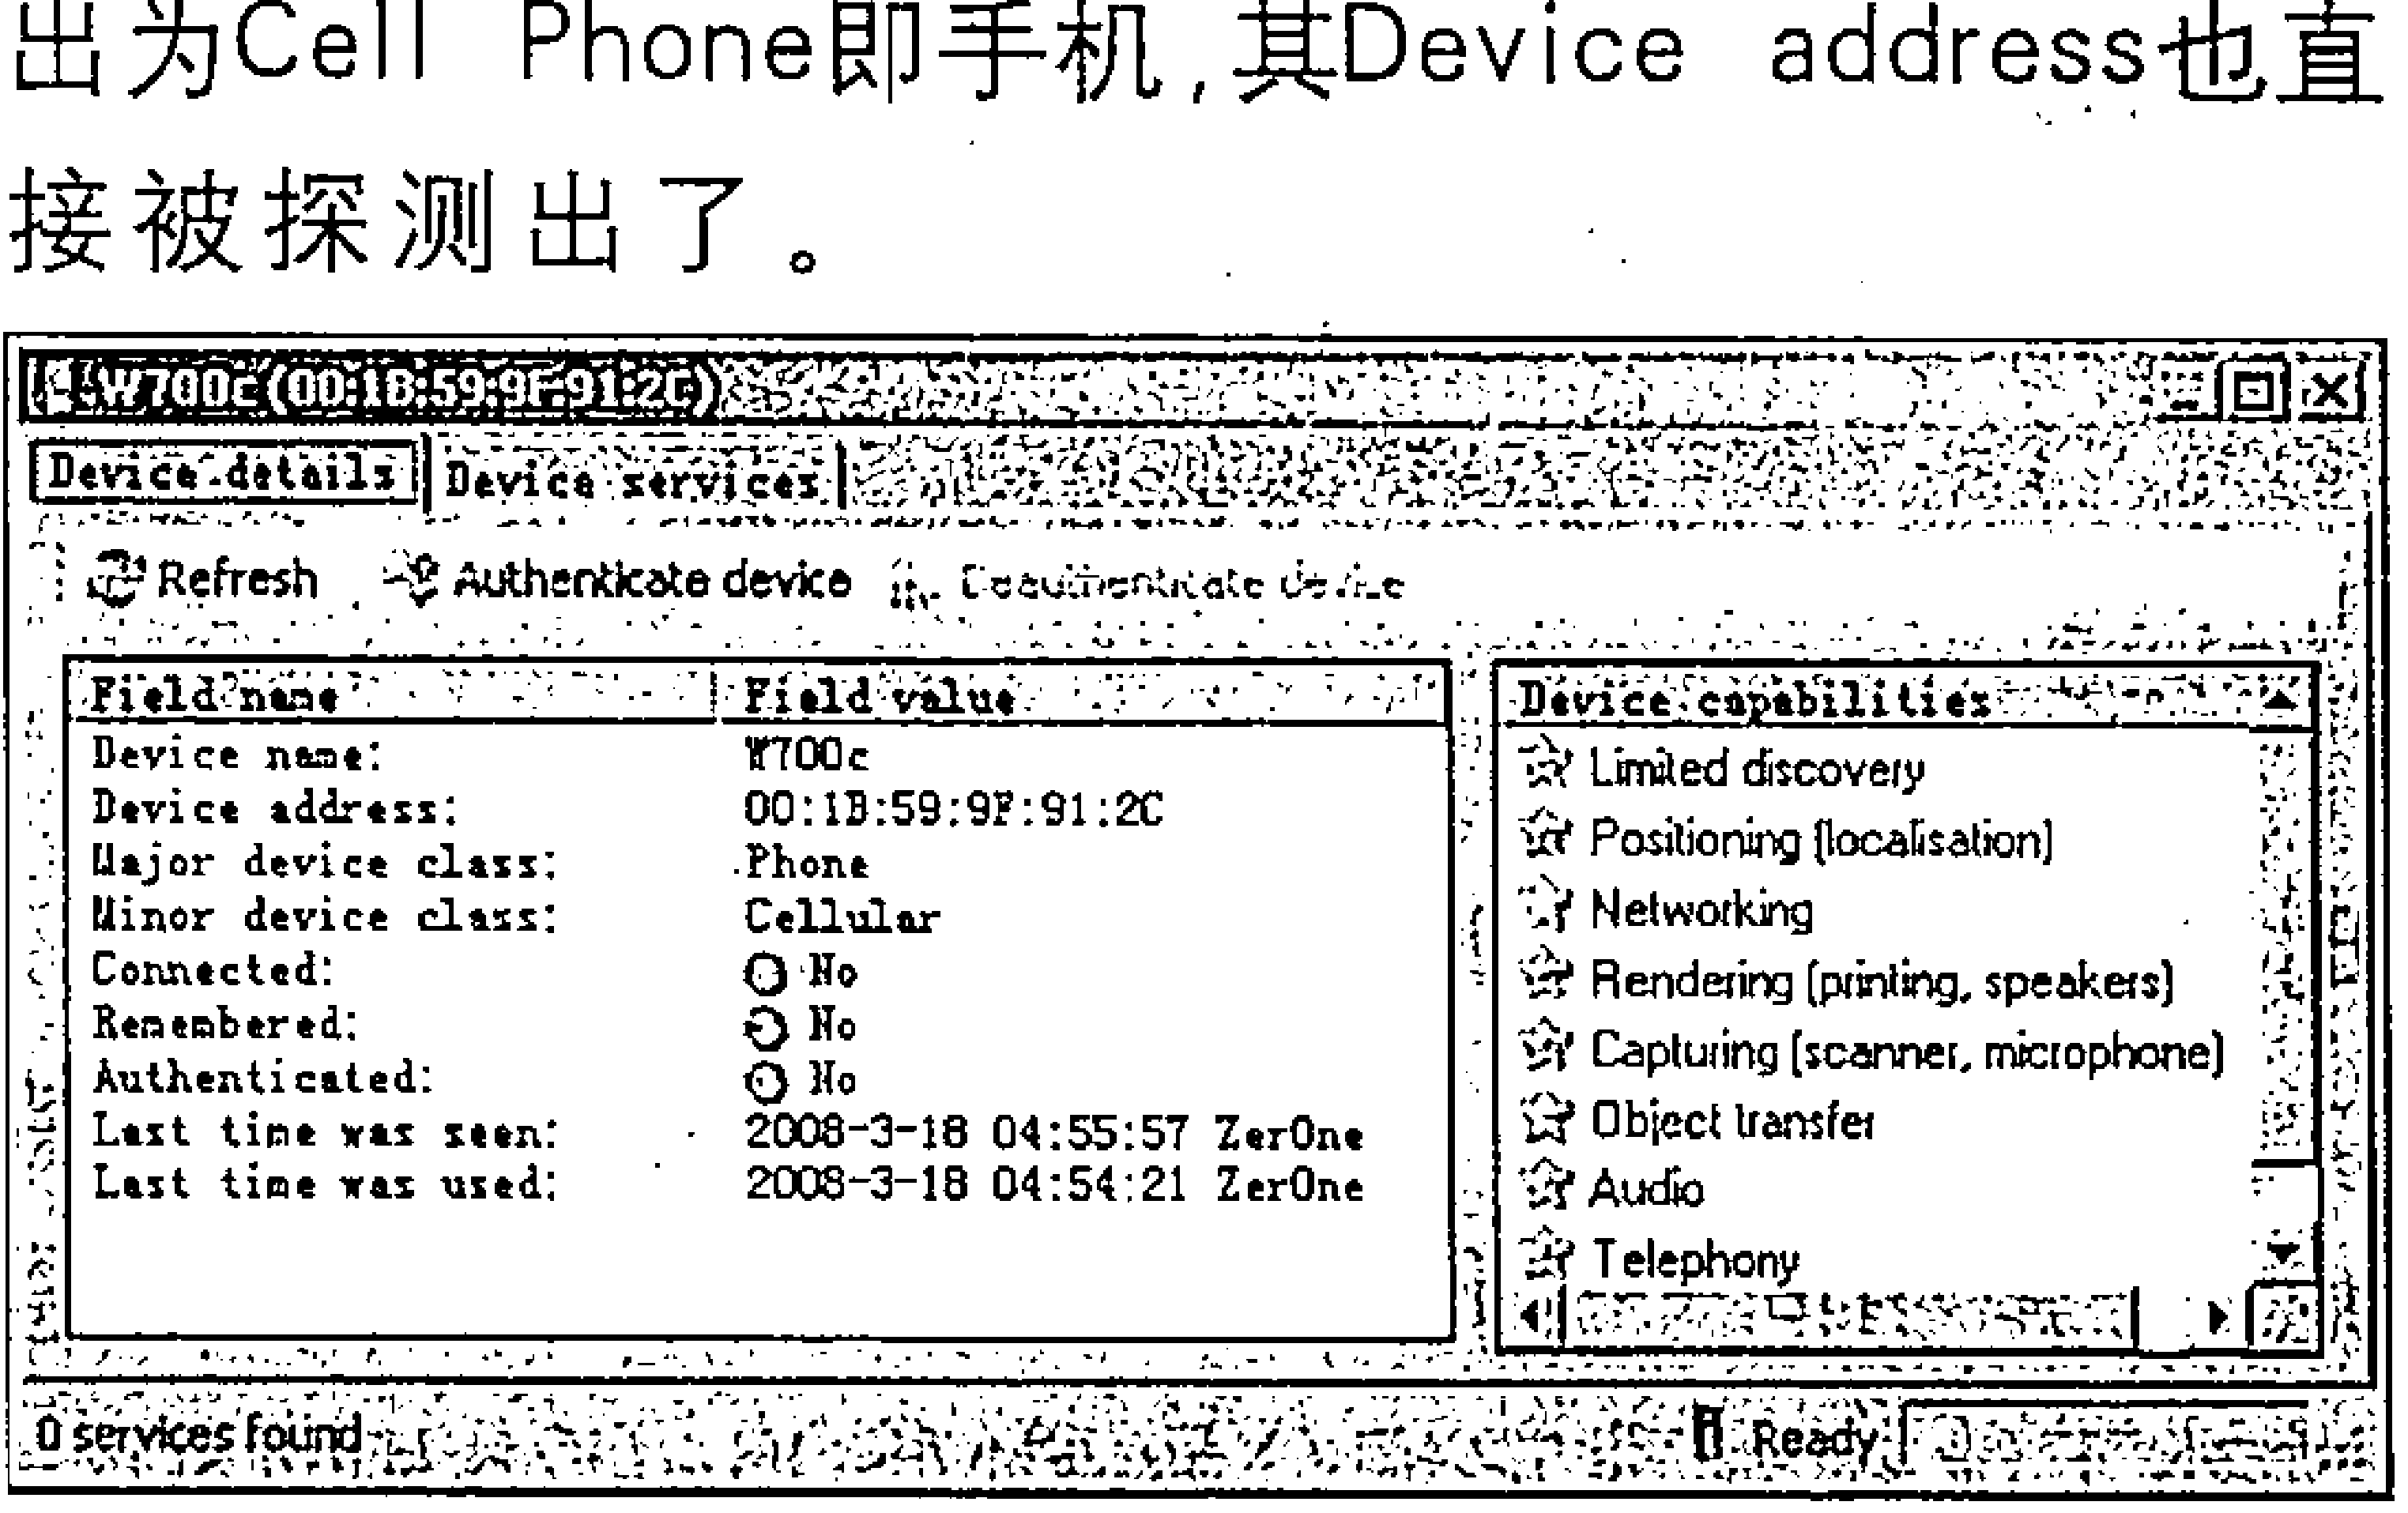 出为Cell Phone即手机,其Device address也直
接被探测出了。
W700c (00:1B:59:9F:91:2C)
Device details Device services
Refresh Authenticate device Deauthenticate device
Field name Field value Device capabilities
Device name: W700c
Device address: 00:1B:59:9F:91:2C
Major device class: Phone
Minor device class: Cellular
Connected: No
Remembered: No
Authenticated: No
Last time was seen: 2008-3-18 04:55:57 ZerOne
Last time was used: 2008-3-18 04:54:21 ZerOne
Limited discovery
Positioning (localisation)
Networking
Rendering (printing, speakers)
Capturing (scanner, microphone)
Object transfer
Audio
Telephony
0 services found Ready